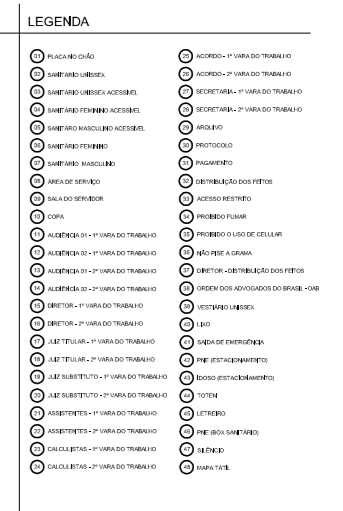 LEGENDA
01 PLACA NO CHÃO
02 SANITÁRIO UNISSEX
03 SANITÁRIO UNISSEX ACESSÍVEL
04 SANITÁRIO FEMININO ACESSÍVEL
05 SANITÁRO MASCULINO ACESSÍVEL
06 SANITÁRIO FEMININO
07 SANITÁRIO MASCULINO
08 ÁREA DE SERVIÇO
09 SALA DO SERVIDOR
10 COPA
11 AUDIÊNCIA 01 - 1ª VARA DO TRABALHO
12 AUDIÊNCIA 02 - 1ª VARA DO TRABALHO
13 AUDIÊNCIA 01 - 2ª VARA DO TRABALHO
14 AUDIÊNCIA 02 - 2ª VARA DO TRABALHO
15 DIRETOR - 1ª VARA DO TRABALHO
16 DIRETOR - 2ª VARA DO TRABALHO
17 JUIZ TITULAR - 1ª VARA DO TRABALHO
18 JUIZ TITULAR - 2ª VARA DO TRABALHO
19 JUIZ SUBSTITUTO - 1ª VARA DO TRABALHO
20 JUIZ SUBSTITUTO - 2ª VARA DO TRABALHO
21 ASSISTENTES - 1ª VARA DO TRABALHO
22 ASSISTENTES - 2ª VARA DO TRABALHO
23 CALCULISTAS - 1ª VARA DO TRABALHO
24 CALCULISTAS - 2ª VARA DO TRABALHO
25 ACORDO - 1ª VARA DO TRABALHO
26 ACORDO - 2ª VARA DO TRABALHO
27 SECRETARIA - 1ª VARA DO TRABALHO
28 SECRETARIA - 2ª VARA DO TRABALHO
29 ARQUIVO
30 PROTOCOLO
31 PAGAMENTO
32 DISTRIBUIÇÃO DOS FEITOS
33 ACESSO RESTRITO
34 PROIBIDO FUMAR
35 PROIBIDO O USO DE CELULAR
36 NÃO PISE A GRAMA
37 DIRETOR - DISTRIBUIÇÃO DOS FEITOS
38 ORDEM DOS ADVOGADOS DO BRASIL - OAB
39 VESTIÁRIO UNISSEX
40 LIXO
41 SAÍDA DE EMERGÊNCIA
42 PNE (ESTACIONAMENTO)
43 IDOSO (ESTACIONAMENTO)
44 TOTEN
45 LETREIRO
46 PNE (BOX SANITÁRIO)
47 SILÊNCIO
48 MAPA TÁTIL